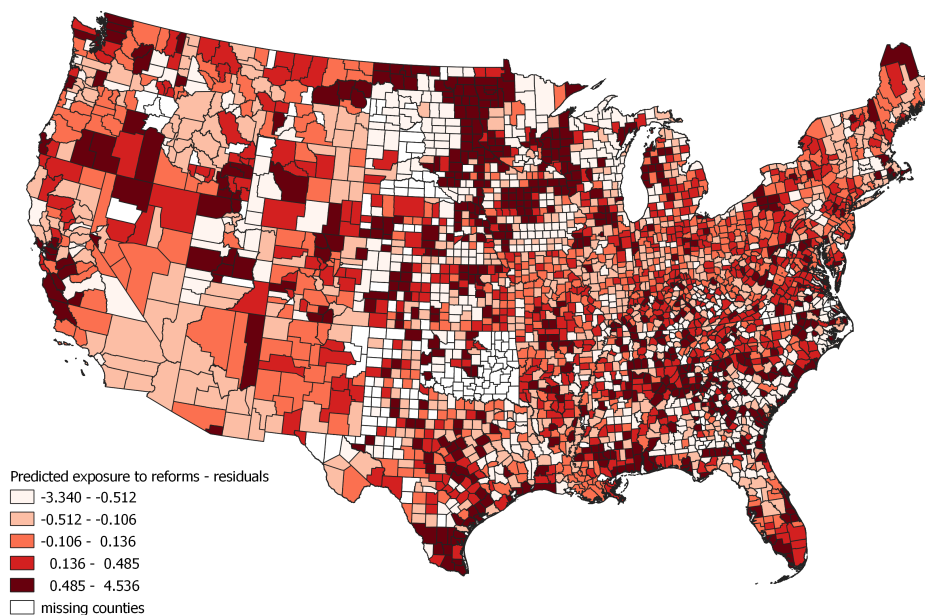 Predicted exposure to reforms - residuals
-3.340 - -0.512
-0.512 - -0.106
-0.106 - 0.136
0.136 - 0.485
0.485 - 4.536
missing counties